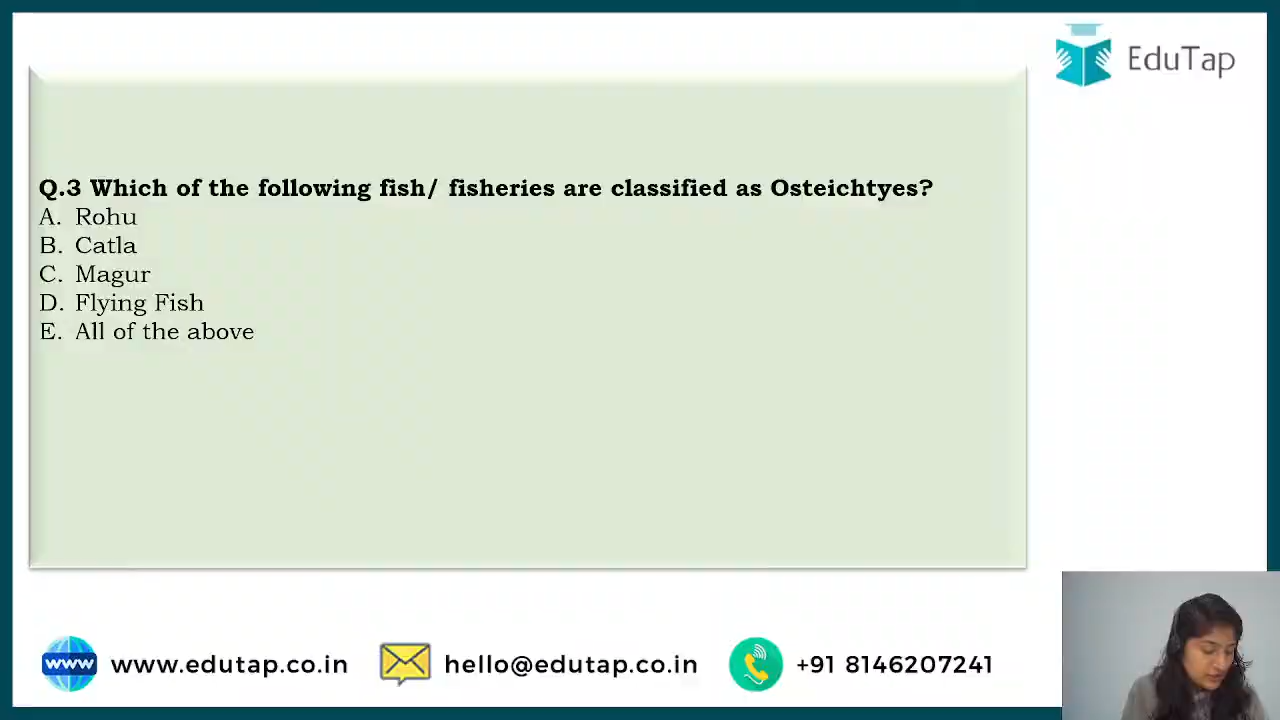 EduTap
Q.3 Which of the following fish/ fisheries are classified as Osteichtyes?
A. Rohu
B. Catla
C. Magur
D. Flying Fish
E. All of the above
www www.edutap.co.in hello@edutap.co.in +91 8146207241